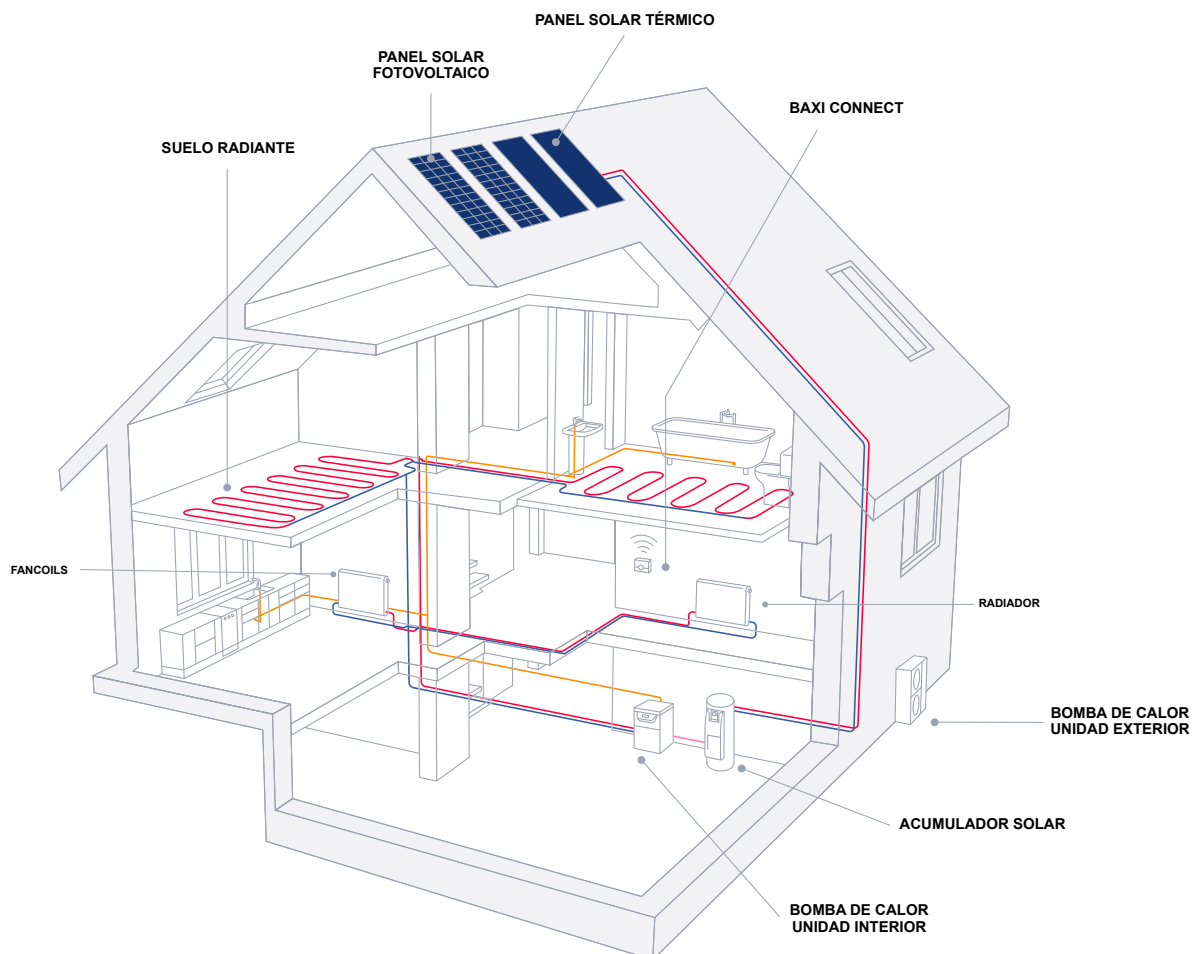 PANEL SOLAR TÉRMICO
PANEL SOLAR
FOTOVOLTAICO
BAXI CONNECT
SUELO RADIANTE
FANCOILS
RADIADOR
BOMBA DE CALOR
UNIDAD EXTERIOR
ACUMULADOR SOLAR
BOMBA DE CALOR
UNIDAD INTERIOR